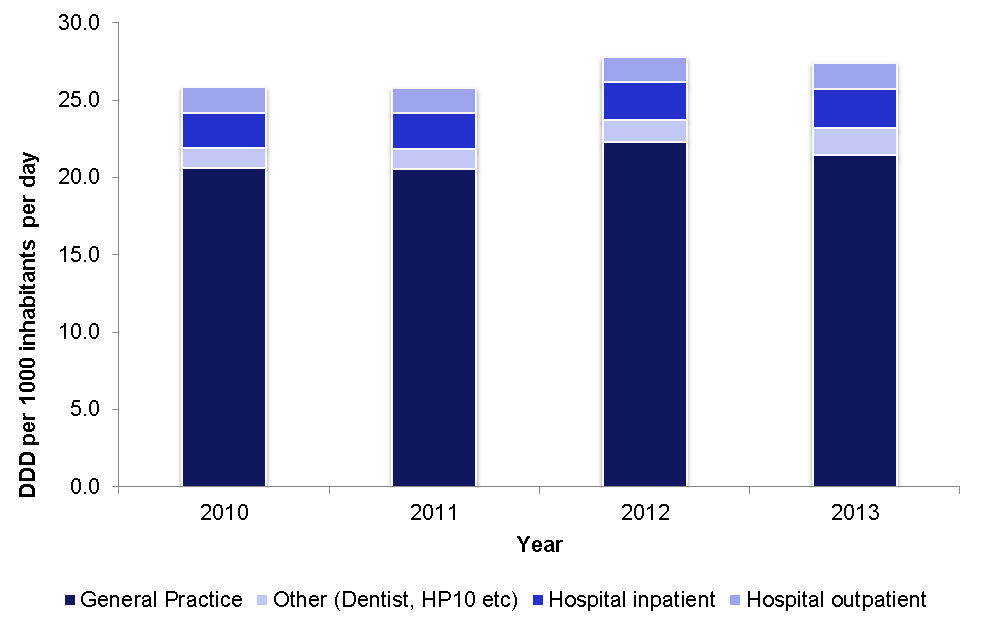 30.0
25.0
20.0
15.0
10.0
5.0
0.0
DDD per 1000 inhabitants per day
2010 2011 2012 2013
Year
General Practice Other (Dentist, HP10 etc) Hospital inpatient Hospital outpatient